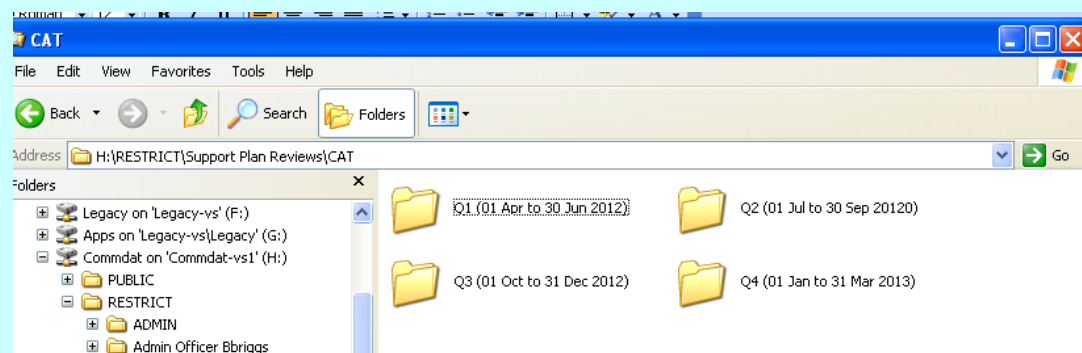 CAT
File Edit View Favorites Tools Help
Back Search Folders
Address H:\RESTRICT\Support Plan Reviews\CAT Go
Folders
Legacy on 'Legacy-vs' (F:)
Apps on 'Legacy-vs\Legacy' (G:)
Commdat on 'Commdat-vs1' (H:)
PUBLIC
RESTRICT
ADMIN
Admin Officer Bbriggs
Q1 (01 Apr to 30 Jun 2012) Q2 (01 Jul to 30 Sep 20120)
Q3 (01 Oct to 31 Dec 2012) Q4 (01 Jan to 31 Mar 2013)